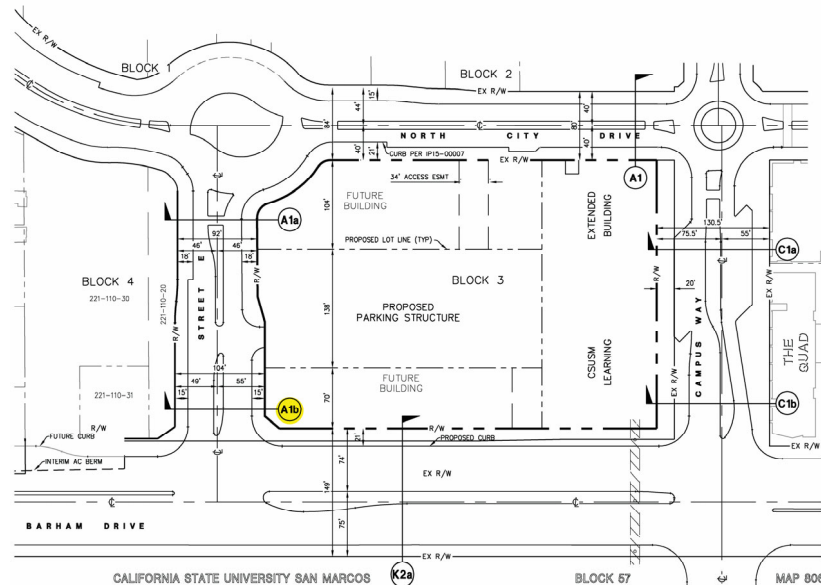 EX R/W
BLOCK 1
BLOCK 2
EX R/W
15'
44'
84'
40'
21'
80'
40'
40'
NORTH CITY DRIVE
CURB PER IP15-00007
EX R/W
A1
34' ACCESS ESMT
FUTURE
BUILDING
104'
A1a
92'
46' 46'
18' 18'
R/W
PROPOSED LOT LINE (TYP)
EXTENDED BUILDING
130.5'
75.5' 55'
C1a
BLOCK 4
221-110-30
221-110-20
R/W
STREET E
BLOCK 3
PROPOSED
PARKING STRUCTURE
138'
R/W
20'
EX R/W
CAMPUS WAY
THE QUAD
104'
49' 55'
15' 15'
221-110-31
FUTURE
BUILDING
70'
CSUSM LEARNING
EX R/W
A1b
C1b
R/W
FUTURE CURB
INTERIM AC BERM
R/W
21'
PROPOSED CURB
EX R/W
74'
149'
75'
EX R/W
BARHAM DRIVE
EX R/W
CALIFORNIA STATE UNIVERSITY SAN MARCOS
K2a
BLOCK 57
MAP